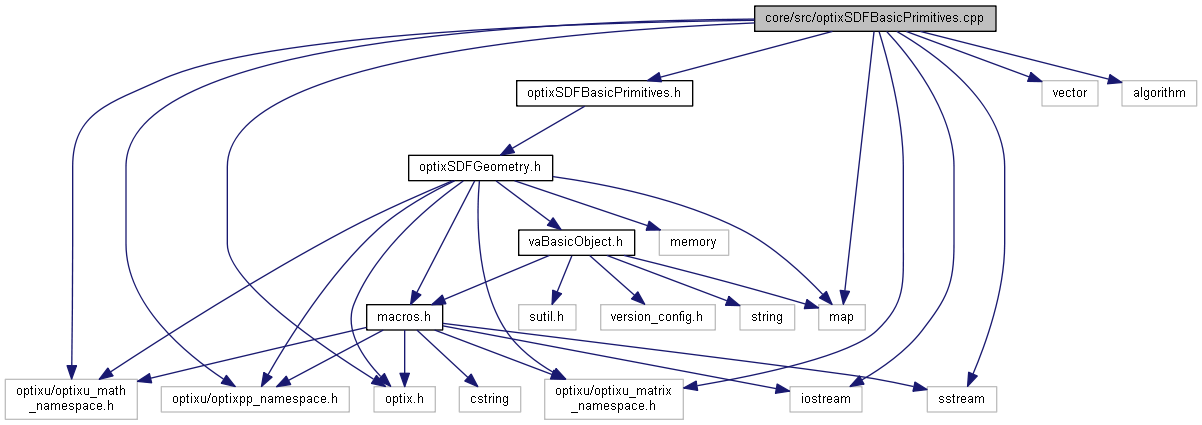 core/src/optixSDFBasicPrimitives.cpp
optixSDFBasicPrimitives.h
vector
algorithm
optixSDFGeometry.h
vaBasicObject.h
memory
macros.h
sutil.h
version_config.h
string
map
optixu/optixu_math
_namespace.h
optixu/optixpp_namespace.h
optix.h
cstring
optixu/optixu_matrix
_namespace.h
iostream
sstream